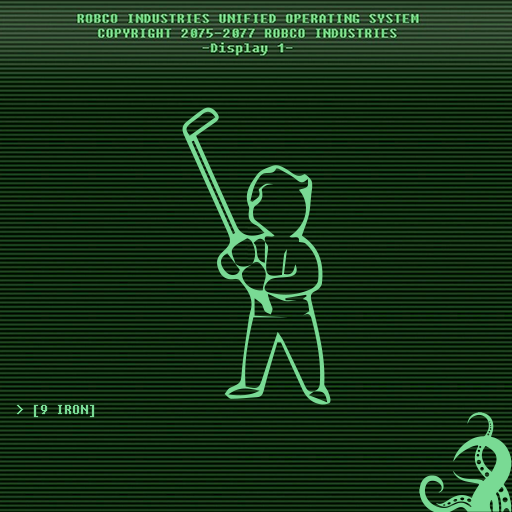 ROBCO INDUSTRIES UNIFIED OPERATING SYSTEM
COPYRIGHT 2075-2077 ROBCO INDUSTRIES
-Display 1-
> [9 IRON]